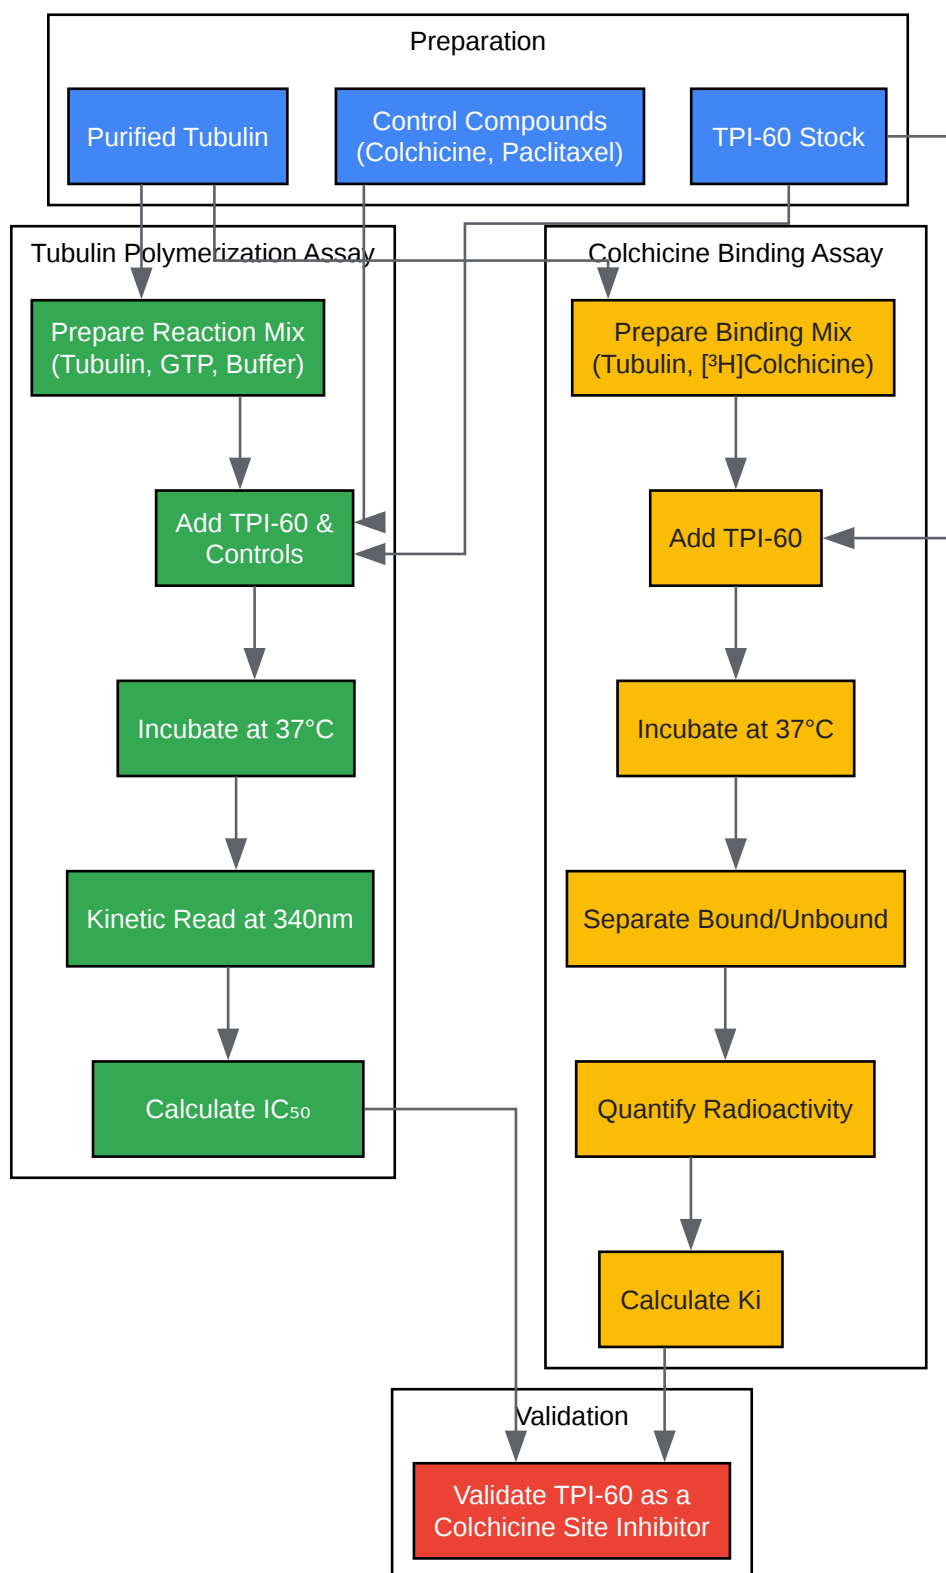 Preparation
Purified Tubulin
Control Compounds
(Colchicine, Paclitaxel)
TPI-60 Stock
Tubulin Polymerization Assay
Prepare Reaction Mix
(Tubulin, GTP, Buffer)
Add TPI-60 &
Controls
Incubate at 37°C
Kinetic Read at 340nm
Calculate IC₅₀
Colchicine Binding Assay
Prepare Binding Mix
(Tubulin, [³H]Colchicine)
Add TPI-60
Incubate at 37°C
Separate Bound/Unbound
Quantify Radioactivity
Calculate Ki
Validation
Validate TPI-60 as a
Colchicine Site Inhibitor